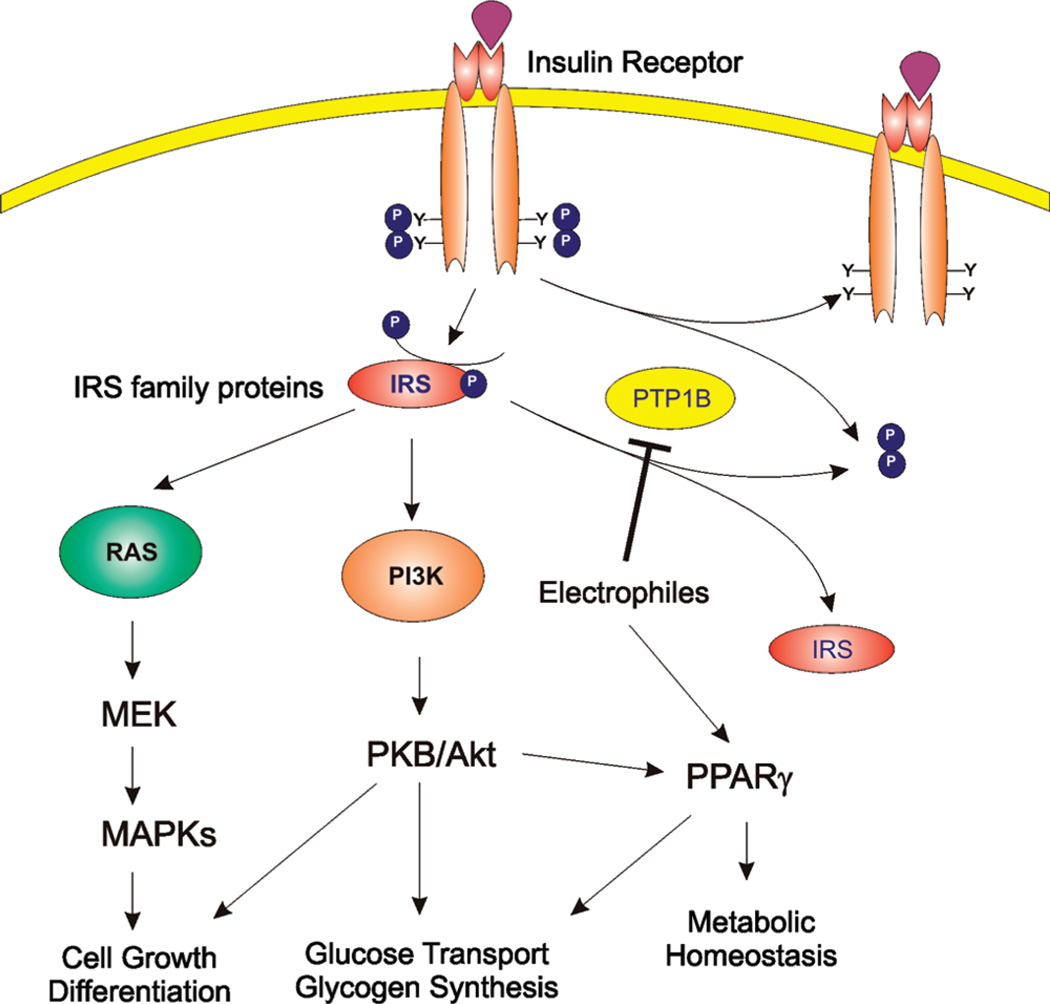 Insulin Receptor
P Y Y P
P Y Y P
Y Y
Y Y
P
IRS family proteins
IRS P
PTP1B
P
P
RAS
PI3K
Electrophiles
IRS
MEK
PKB/Akt
PPARγ
MAPKs
Cell Growth
Differentiation
Glucose Transport
Glycogen Synthesis
Metabolic
Homeostasis